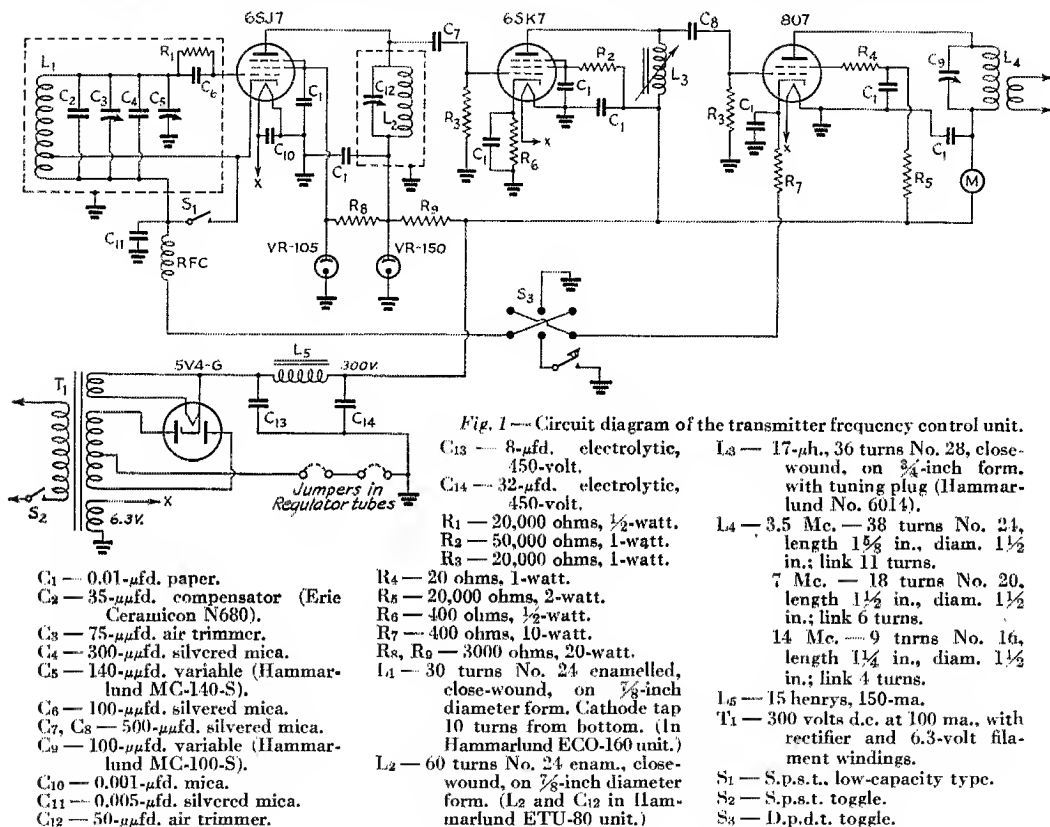 6SJ7
6SK7
807
C7
C8
R1
L1
C2
C3
C4
C5
C6
C1
C12
L2
R3
C1
R2
L3
C1
R3
R4
C9
L4
C1
C10
X
C1
C1
X
R6
C1
X
C1
R7
R5
M
S1
C11
RFC
R8
R9
VR-105
VR-150
S3
5V4-G
L5
300V.
T1
C13
C14
S2
6.3V.
X
Jumpers in
Regulator tubes
Fig. 1 — Circuit diagram of the transmitter frequency control unit.
C1 — 0.01-μfd. paper.
C2 — 35-μμfd. compensator (Erie
Ceramicon N680).
C3 — 75-μμfd. air trimmer.
C4 — 300-μμfd. silvered mica.
C5 — 140-μμfd. variable (Hammar-
lund MC-140-S).
C6 — 100-μμfd. silvered mica.
C7, C8 — 500-μμfd. silvered mica.
C9 — 100-μμfd. variable (Hammar-
lund MC-100-S).
C10 — 0.001-μfd. mica.
C11 — 0.005-μfd. silvered mica.
C12 — 50-μμfd. air trimmer.
C13 — 8-μfd. electrolytic,
450-volt.
C14 — 32-μfd. electrolytic,
450-volt.
R1 — 20,000 ohms, ½-watt.
R2 — 50,000 ohms, 1-watt.
R3 — 20,000 ohms, 1-watt.
R4 — 20 ohms, 1-watt.
R5 — 20,000 ohms, 2-watt.
R6 — 400 ohms, ½-watt.
R7 — 400 ohms, 10-watt.
R8, R9 — 3000 ohms, 20-watt.
L1 — 30 turns No. 24 enamelled,
close-wound, on ⅞-inch
diameter form. Cathode tap
10 turns from bottom. (In
Hammarlund ECO-160 unit.)
L2 — 60 turns No. 24 enam., close-
wound, on ⅞-inch diameter
form. (L2 and C12 in Ham-
marlund ETU-80 unit.)
L3 — 17-μh., 36 turns No. 28, close-
wound, on ¾-inch form,
with tuning plug (Hammar-
lund No. 6014).
L4 — 3.5 Mc. — 38 turns No. 24,
length 1⅝ in., diam. 1½
in.; link 11 turns.
7 Mc. — 18 turns No. 20,
length 1½ in., diam. 1½
in.; link 6 turns.
14 Mc. — 9 turns No. 16,
length 1¼ in., diam. 1½
in.; link 4 turns.
L5 — 15 henrys, 150-ma.
T1 — 300 volts d.c. at 100 ma., with
rectifier and 6.3-volt fila-
ment windings.
S1 — S.p.s.t., low-capacity type.
S2 — S.p.s.t. toggle.
S3 — D.p.d.t. toggle.